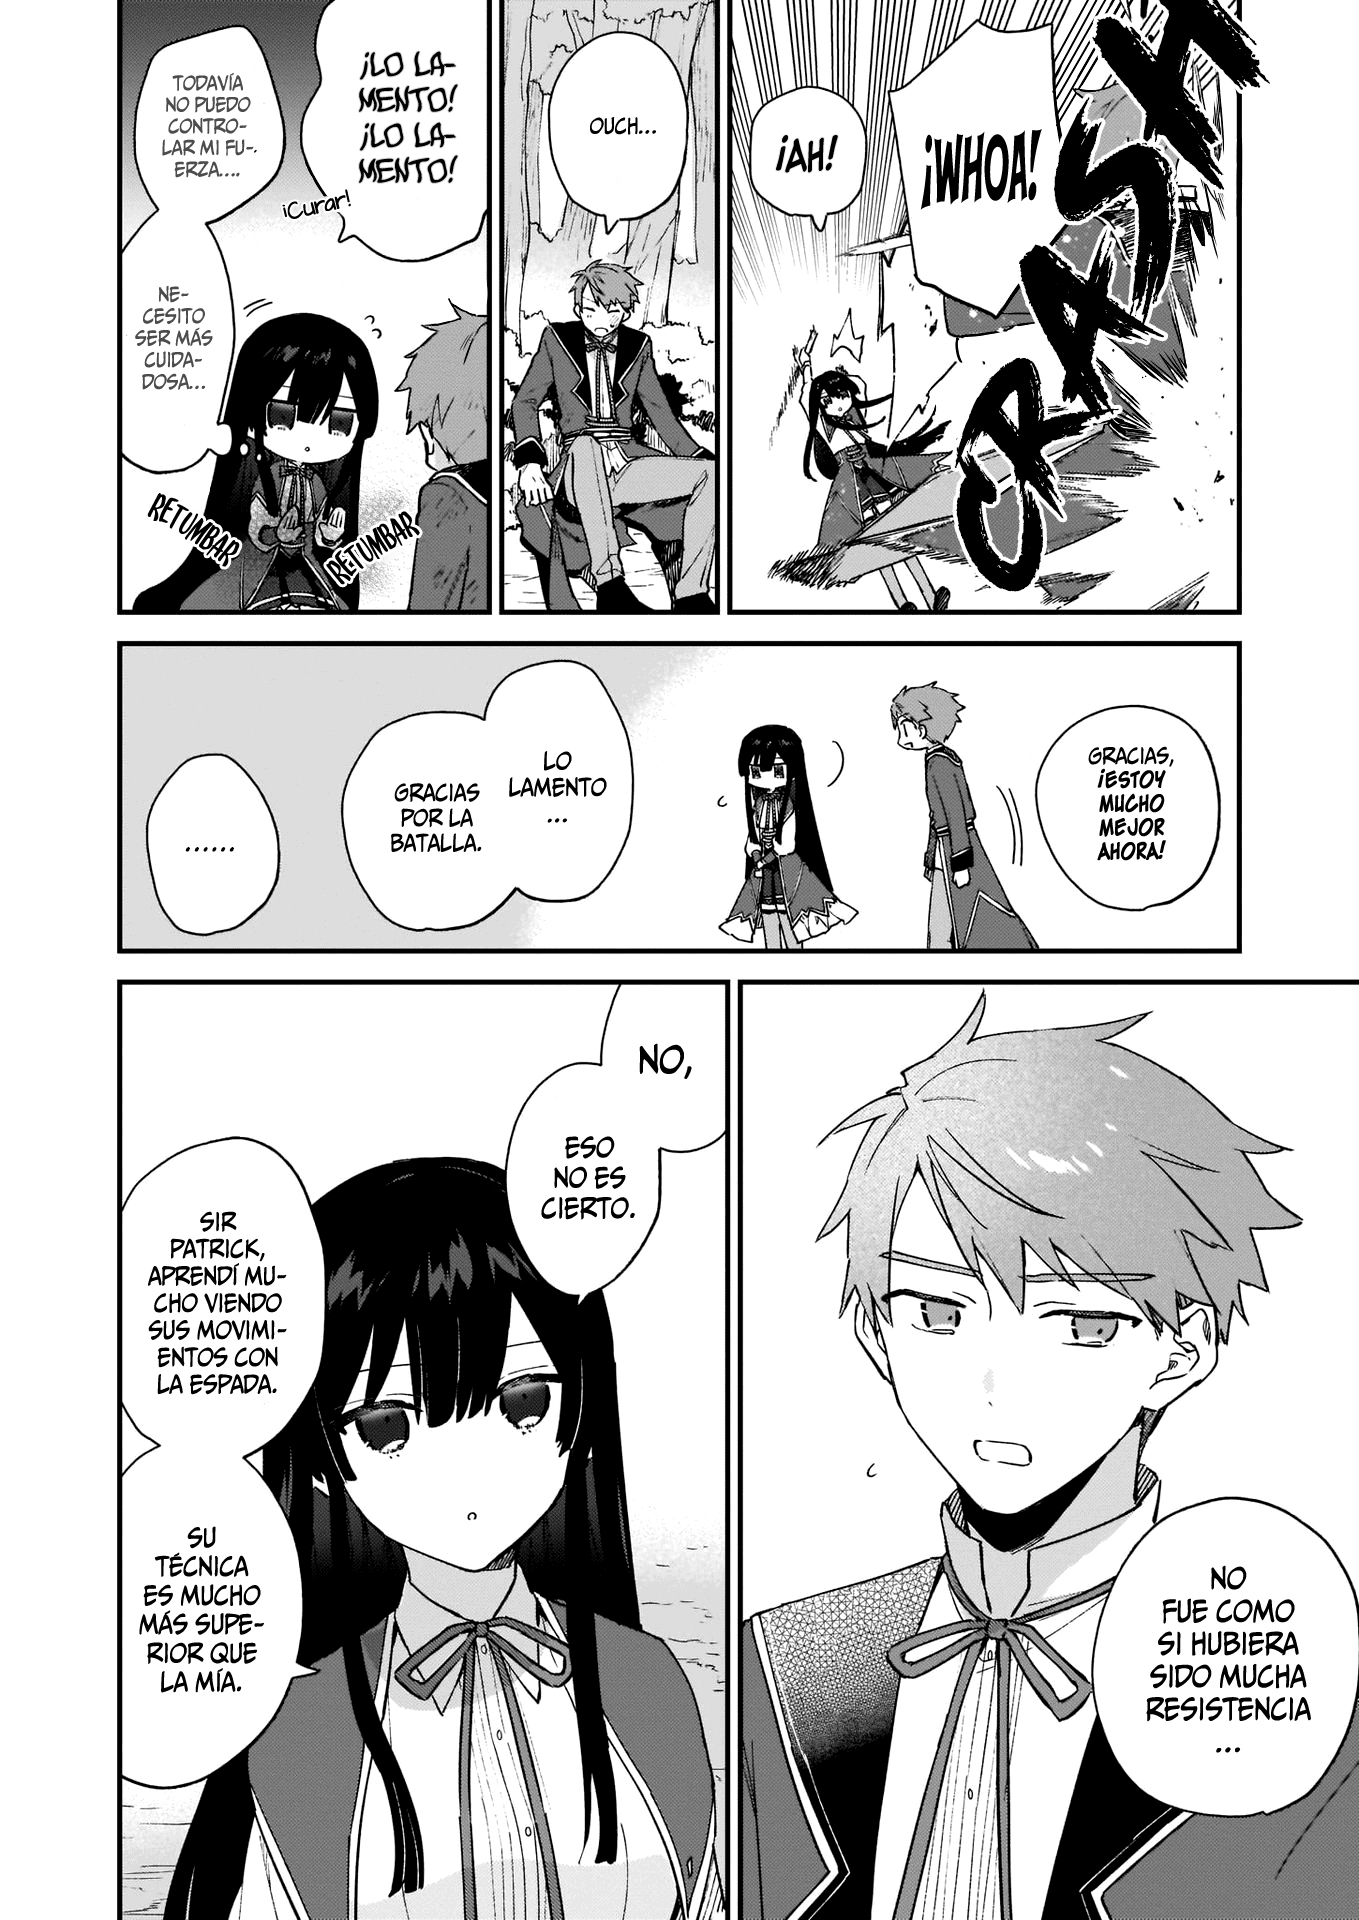 ¡WHOA!
CRASH
¡AH!
OUCH...
¡LO LA-
MENTO!
¡LO LA-
MENTO!
¡Curar!
TODAVÍA
NO PUEDO
CONTRO-
LAR MI FU-
ERZA....
NE-
CESITO
SER MÁS
CUIDA-
DOSA...
RETUMBAR
RETUMBAR
GRACIAS,
¡ESTOY
MUCHO
MEJOR
AHORA!
LO
LAMENTO
...
GRACIAS
POR LA
BATALLA.
......
NO
FUE COMO
SI HUBIERA
SIDO MUCHA
RESISTENCIA
...
NO,
ESO
NO ES
CIERTO.
SIR
PATRICK,
APRENDÍ MU-
CHO VIENDO
SUS MOVIMI-
ENTOS CON
LA ESPADA.
SU
TÉCNICA
ES MUCHO
MÁS SUPE-
RIOR QUE
LA MÍA.